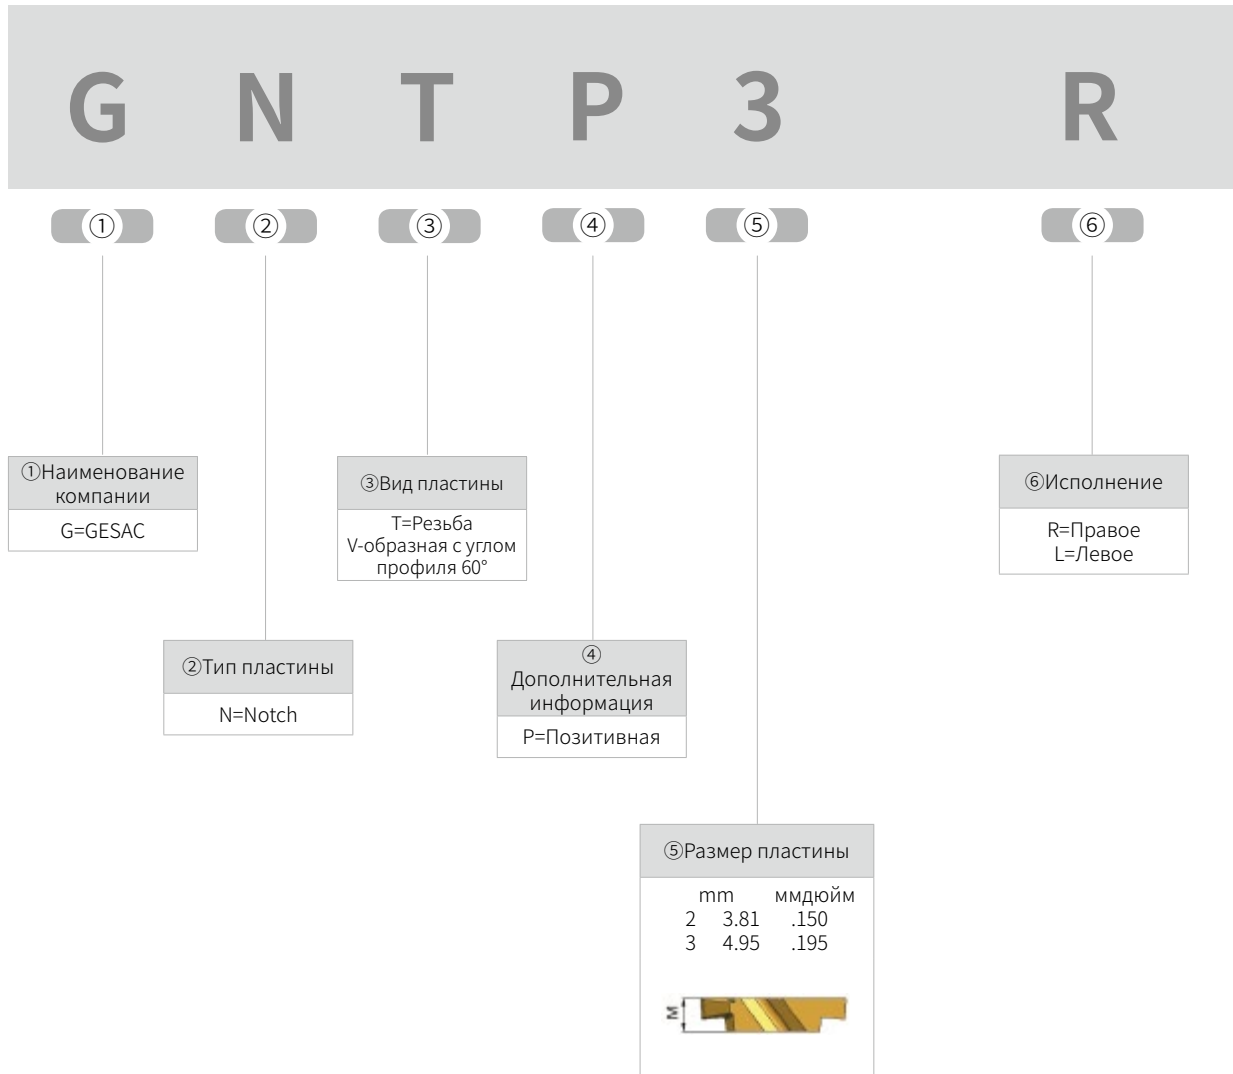 G N T P 3 R
① ② ③ ④ ⑤ ⑥
①Наименование
компании
G=GESAC
②Тип пластины
N=Notch
③Вид пластины
T=Резьба
V-образная с углом
профиля 60°
④
Дополнительная
информация
P=Позитивная
⑤Размер пластины
mm ммдюйм
2 3.81 .150
3 4.95 .195
M
⑥Исполнение
R=Правое
L=Левое